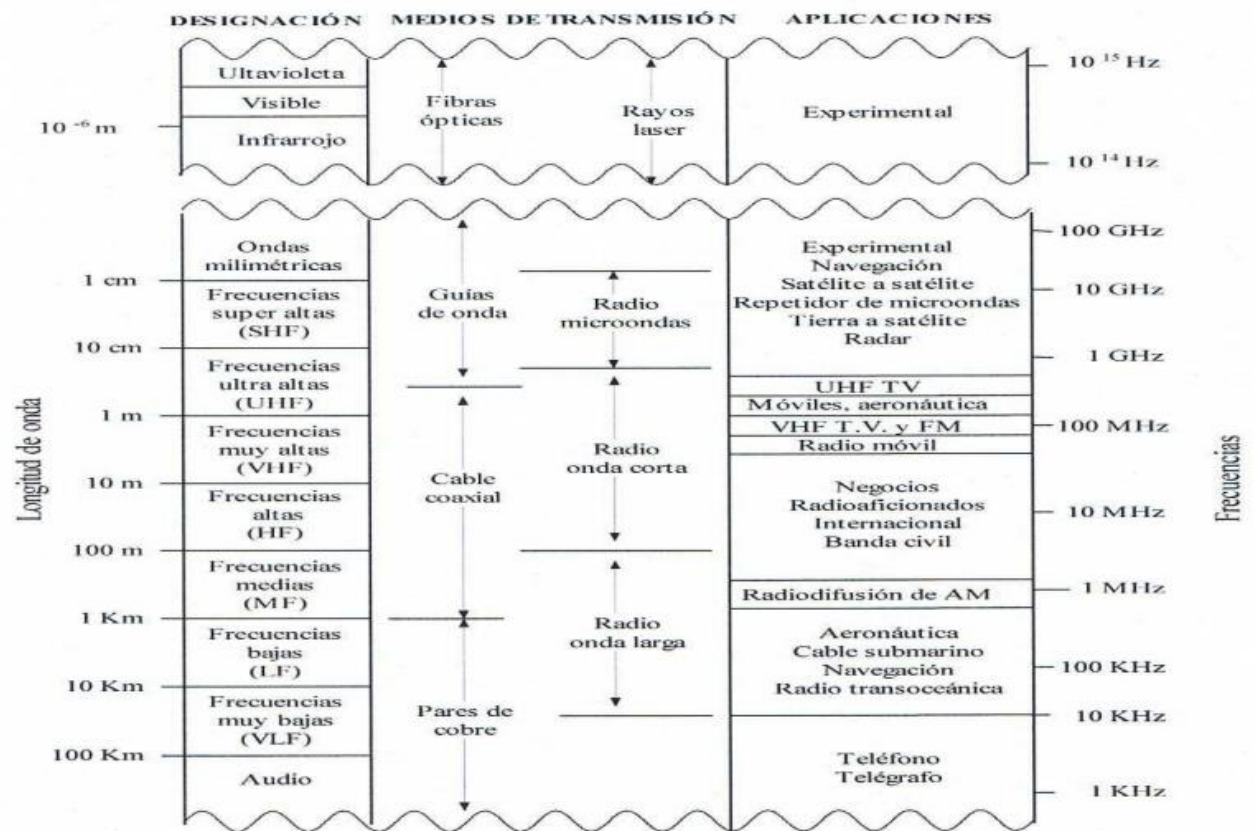 DESIGNACIÓN MEDIOS DE TRANSMISIÓN APLICACIONES
Ultavioleta
Visible
Infrarrojo
10 -6 m
Fibras
ópticas
Rayos
laser
Experimental
10 15 Hz
10 14 Hz
Longitud de onda
1 cm
10 cm
1 m
10 m
100 m
1 Km
10 Km
100 Km
Ondas
milimétricas
Frecuencias
super altas
(SHF)
Frecuencias
ultra altas
(UHF)
Frecuencias
muy altas
(VHF)
Frecuencias
altas
(HF)
Frecuencias
medias
(MF)
Frecuencias
bajas
(LF)
Frecuencias
muy bajas
(VLF)
Audio
Guías
de onda
Cable
coaxial
Pares de
cobre
Radio
microondas
Radio
onda corta
Radio
onda larga
Experimental
Navegación
Satélite a satélite
Repetidor de microondas
Tierra a satélite
Radar
UHF TV
Móviles, aeronáutica
VHF T.V. y FM
Radio móvil
Negocios
Radioaficionados
Internacional
Banda civil
Radiodifusión de AM
Aeronáutica
Cable submarino
Navegación
Radio transoceánica
Teléfono
Telégrafo
100 GHz
10 GHz
1 GHz
100 MHz
10 MHz
1 MHz
100 KHz
10 KHz
1 KHz
Frecuencias